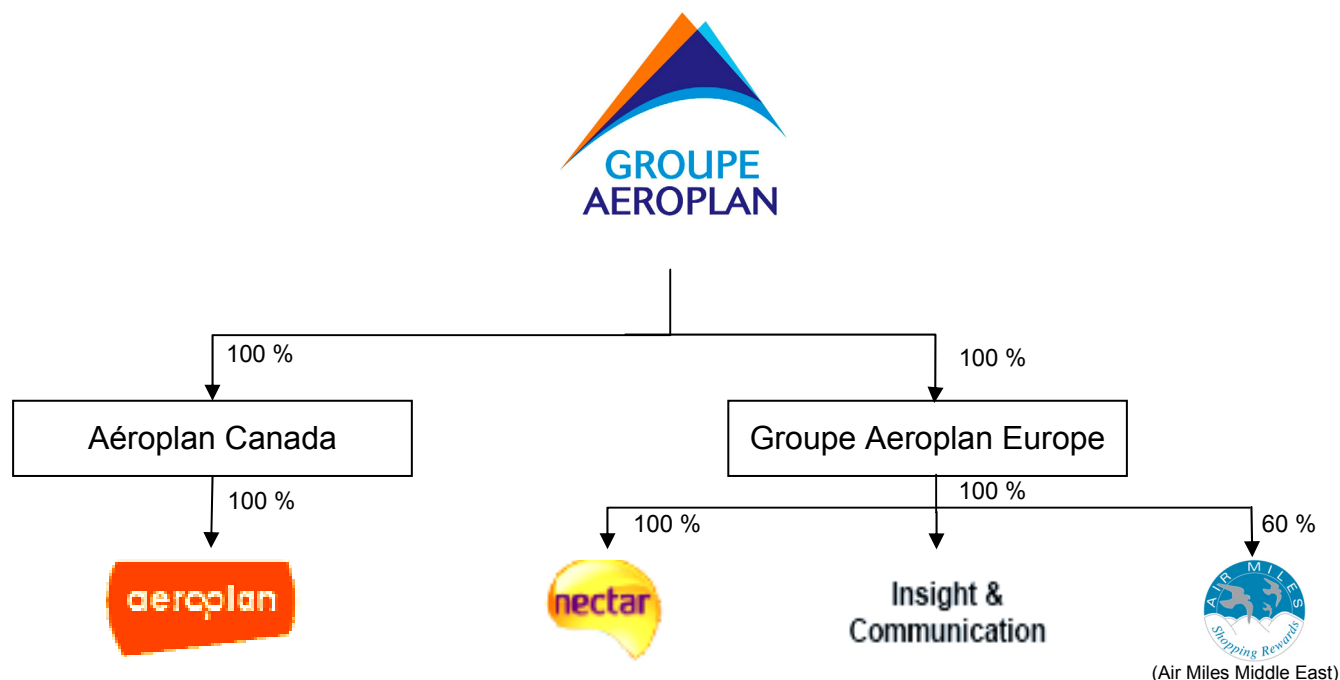 GROUPE
AEROPLAN
100 %
100 %
Aéroplan Canada
Groupe Aeroplan Europe
100 %
100 %
100 %
60 %
aeroplan
nectar
Insight &
Communication
AIR MILES
Shopping Rewards
(Air Miles Middle East)